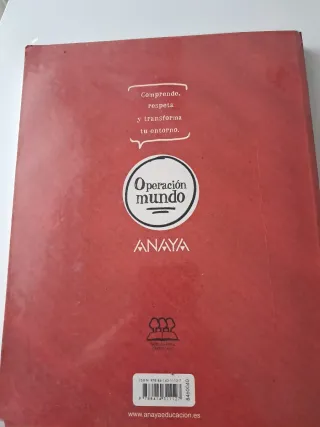 Comprende,
respeta
y transforma
tu entorno.
Operación
mundo
ANAYA
www.anayaeducacion.es